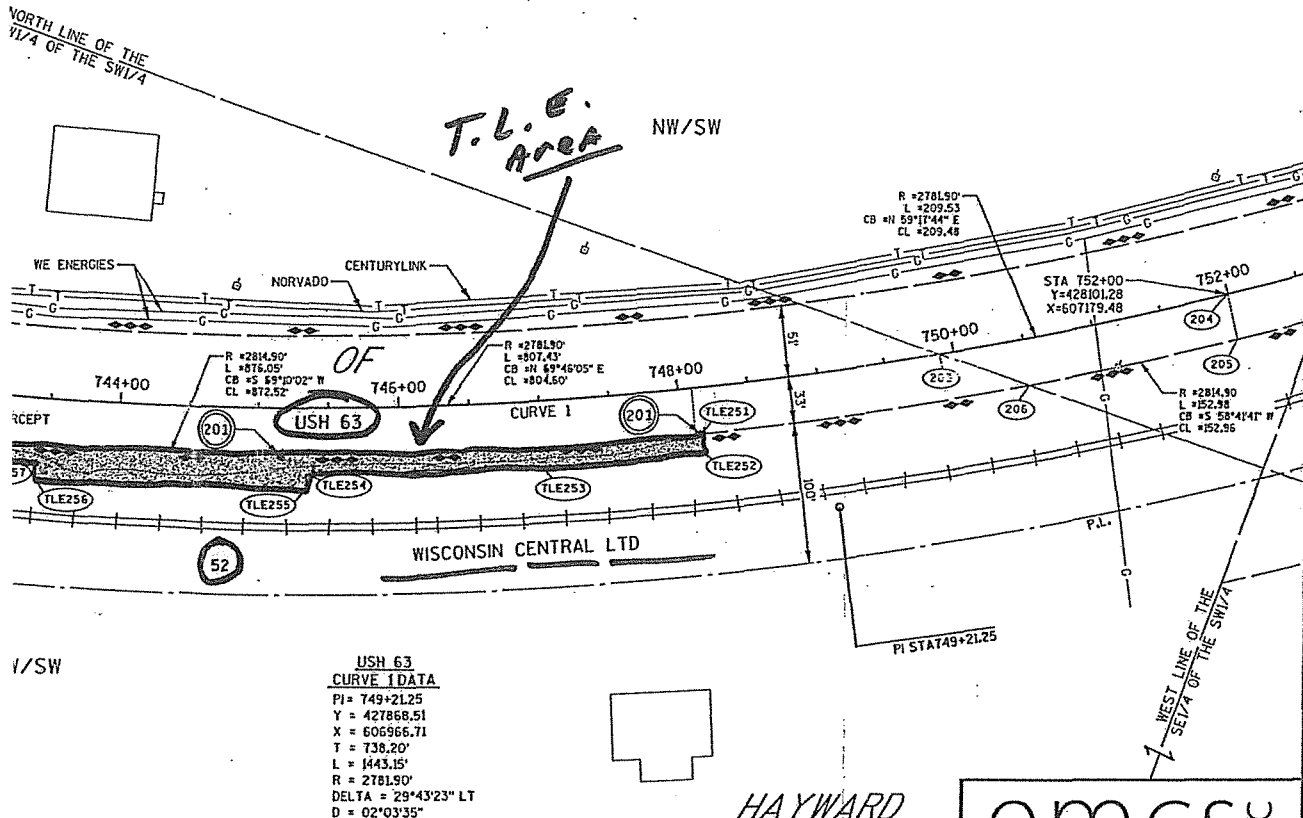 NORTH LINE OF THE
W1/4 OF THE SW1/4
T.L.E.
Area
NW/SW
R =2781.90'
L =209.53
CB =N 59°17'44" E
CL =209.48
WE ENERGIES
NORVADO
CENTURYLINK
STA 752+00
Y=428101.28
X=607179.48
752+00
204
205
750+00
203
206
51'
33'
100'
R =2814.90'
L =876.05'
CB =S 69°10'02" W
CL =872.52'
OF
R =2781.90'
L =807.43'
CB =N 69°46'05" E
CL =804.60'
744+00
746+00
748+00
USH 63
CURVE 1
201
201
TLE251
TLE252
R =2814.90
L =152.98
CB =S 58°41'41" W
CL =152.96
RCEPT
57
TLE256
TLE255
TLE254
TLE253
52
WISCONSIN CENTRAL LTD
P.L.
PI STA749+21.25
WEST LINE OF THE
SE1/4 OF THE SW1/4
/SW
USH 63
CURVE 1 DATA
PI= 749+21.25
Y = 427868.51
X = 606966.71
T = 738.20'
L = 1443.15'
R = 2781.90'
DELTA = 29°43'23" LT
D = 02°03'35"
HAYWARD